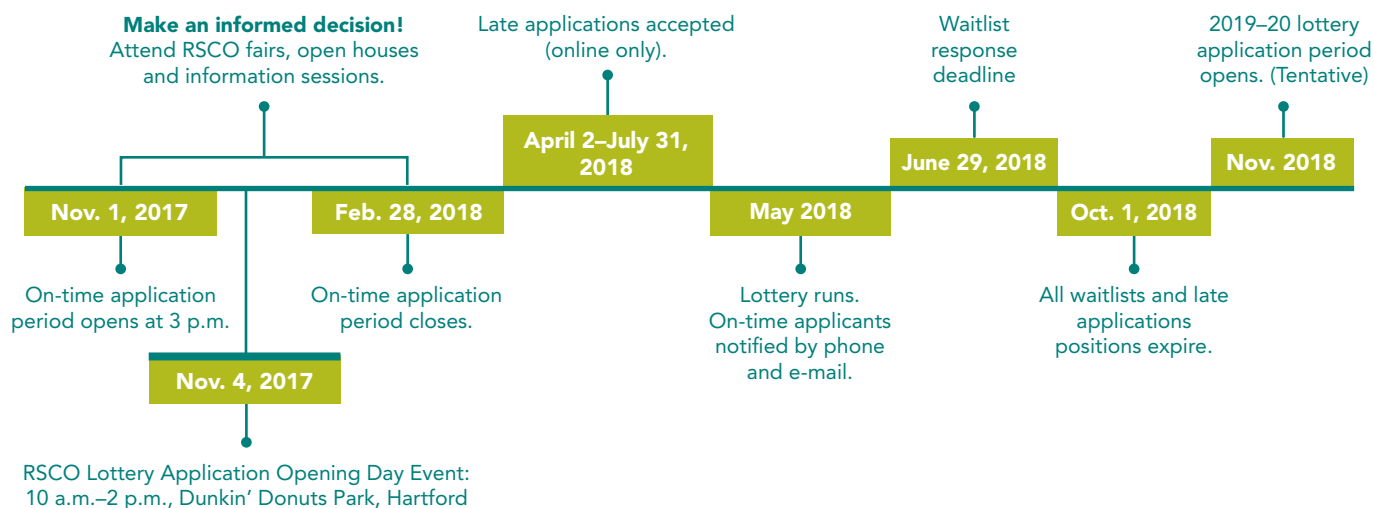 Make an informed decision!
Attend RSCO fairs, open houses
and information sessions.
Late applications accepted
(online only).
Waitlist
response
deadline
2019–20 lottery
application period
opens. (Tentative)
April 2–July 31,
2018
June 29, 2018
Nov. 2018
Nov. 1, 2017
Feb. 28, 2018
May 2018
Oct. 1, 2018
On-time application
period opens at 3 p.m.
On-time application
period closes.
Lottery runs.
On-time applicants
notified by phone
and e-mail.
All waitlists and late
applications
positions expire.
Nov. 4, 2017
RSCO Lottery Application Opening Day Event:
10 a.m.–2 p.m., Dunkin’ Donuts Park, Hartford